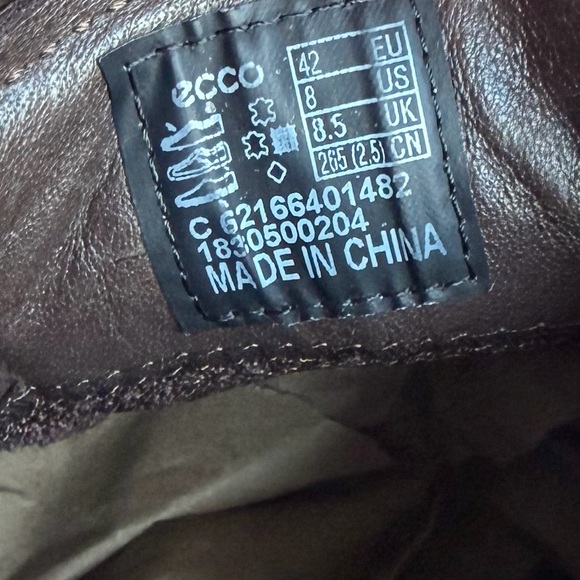 ecco
42 EU
8 US
8.5 UK
265 (2.5) CN
C 62166401482
1830500204
MADE IN CHINA